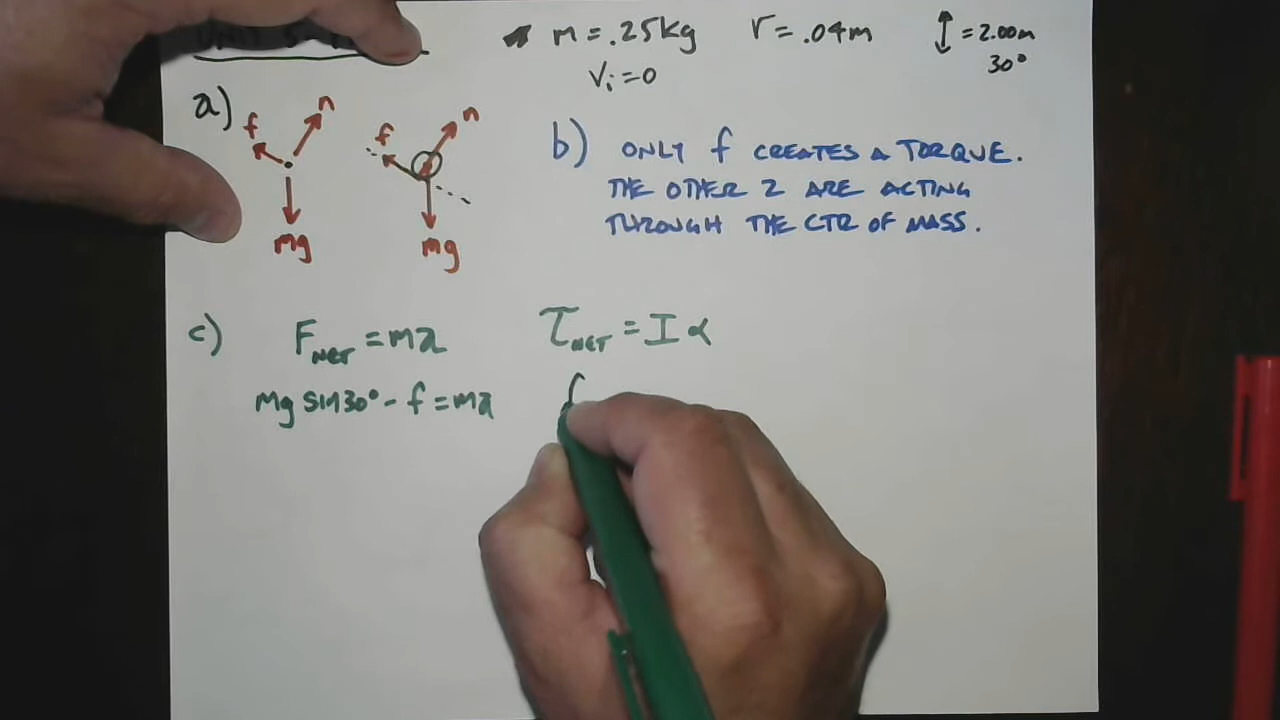 m = .25kg r = .04m ↕ = 2.00m
Vi = 0 30°
a) f n f n mg mg
b) ONLY f CREATES A TORQUE.
THE OTHER 2 ARE ACTING
THROUGH THE CTR OF MASS.
c) FNET = ma τNET = Iα
mg sin30° - f = ma f